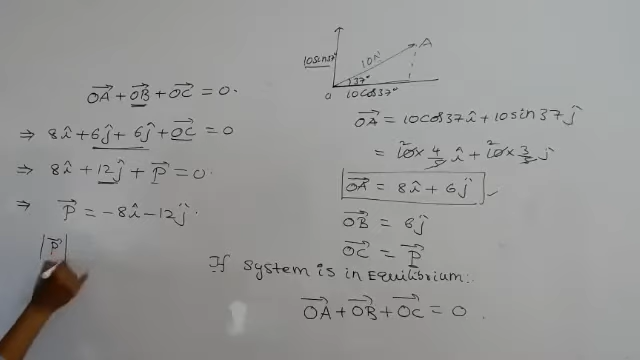 OA⃗ + OB⃗ + OC⃗ = 0.
⇒ 8î + 6ĵ + 6ĵ + OC⃗ = 0
⇒ 8î + 12ĵ + P⃗ = 0.
⇒ P⃗ = -8î - 12ĵ.
|P⃗|
10sin37°
10N
A
37°
O
10cos37°
OA⃗ = 10cos37î + 10sin37ĵ
= 10 × 4/5 î + 10 × 3/5 ĵ
OA⃗ = 8î + 6ĵ
OB⃗ = 6ĵ
OC⃗ = P⃗
If system is in Equilibrium:
OA⃗ + OB⃗ + OC⃗ = 0.